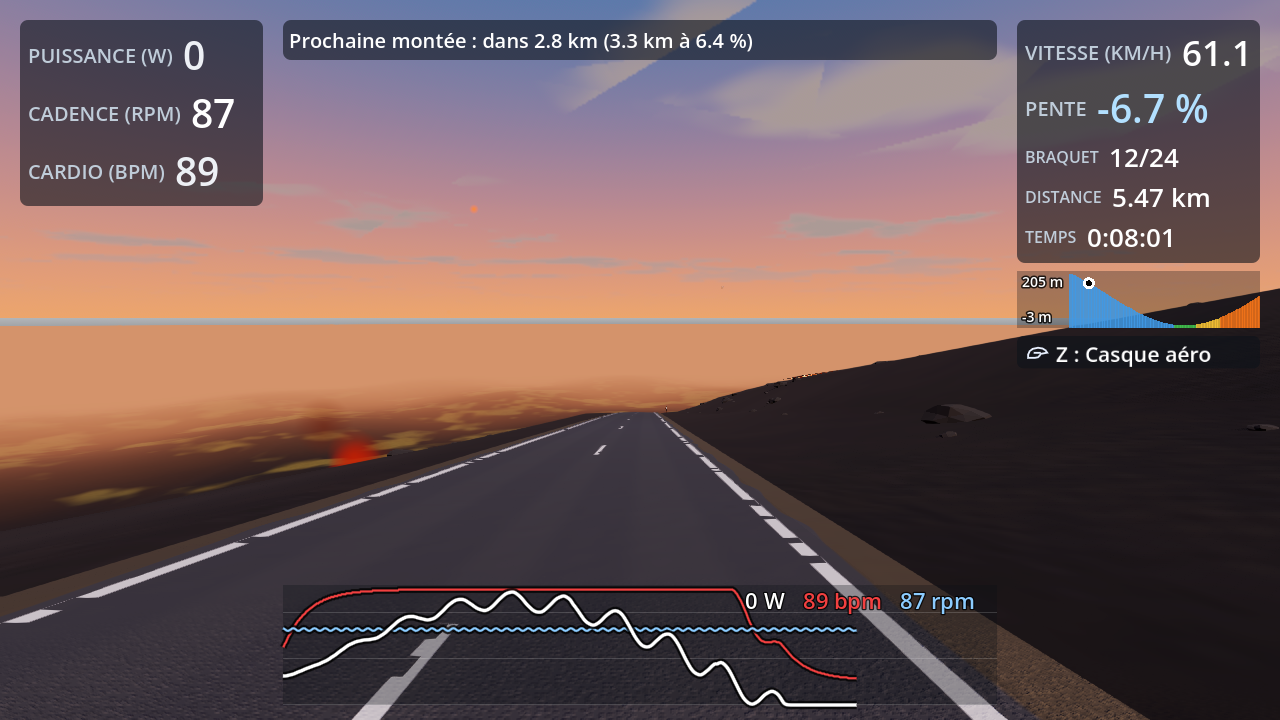 PUISSANCE (W) 0
CADENCE (RPM) 87
CARDIO (BPM) 89
Prochaine montée : dans 2.8 km (3.3 km à 6.4 %)
VITESSE (KM/H) 61.1
PENTE -6.7 %
BRAQUET 12/24
DISTANCE 5.47 km
TEMPS 0:08:01
205 m
-3 m
Z : Casque aéro
0 W 89 bpm 87 rpm